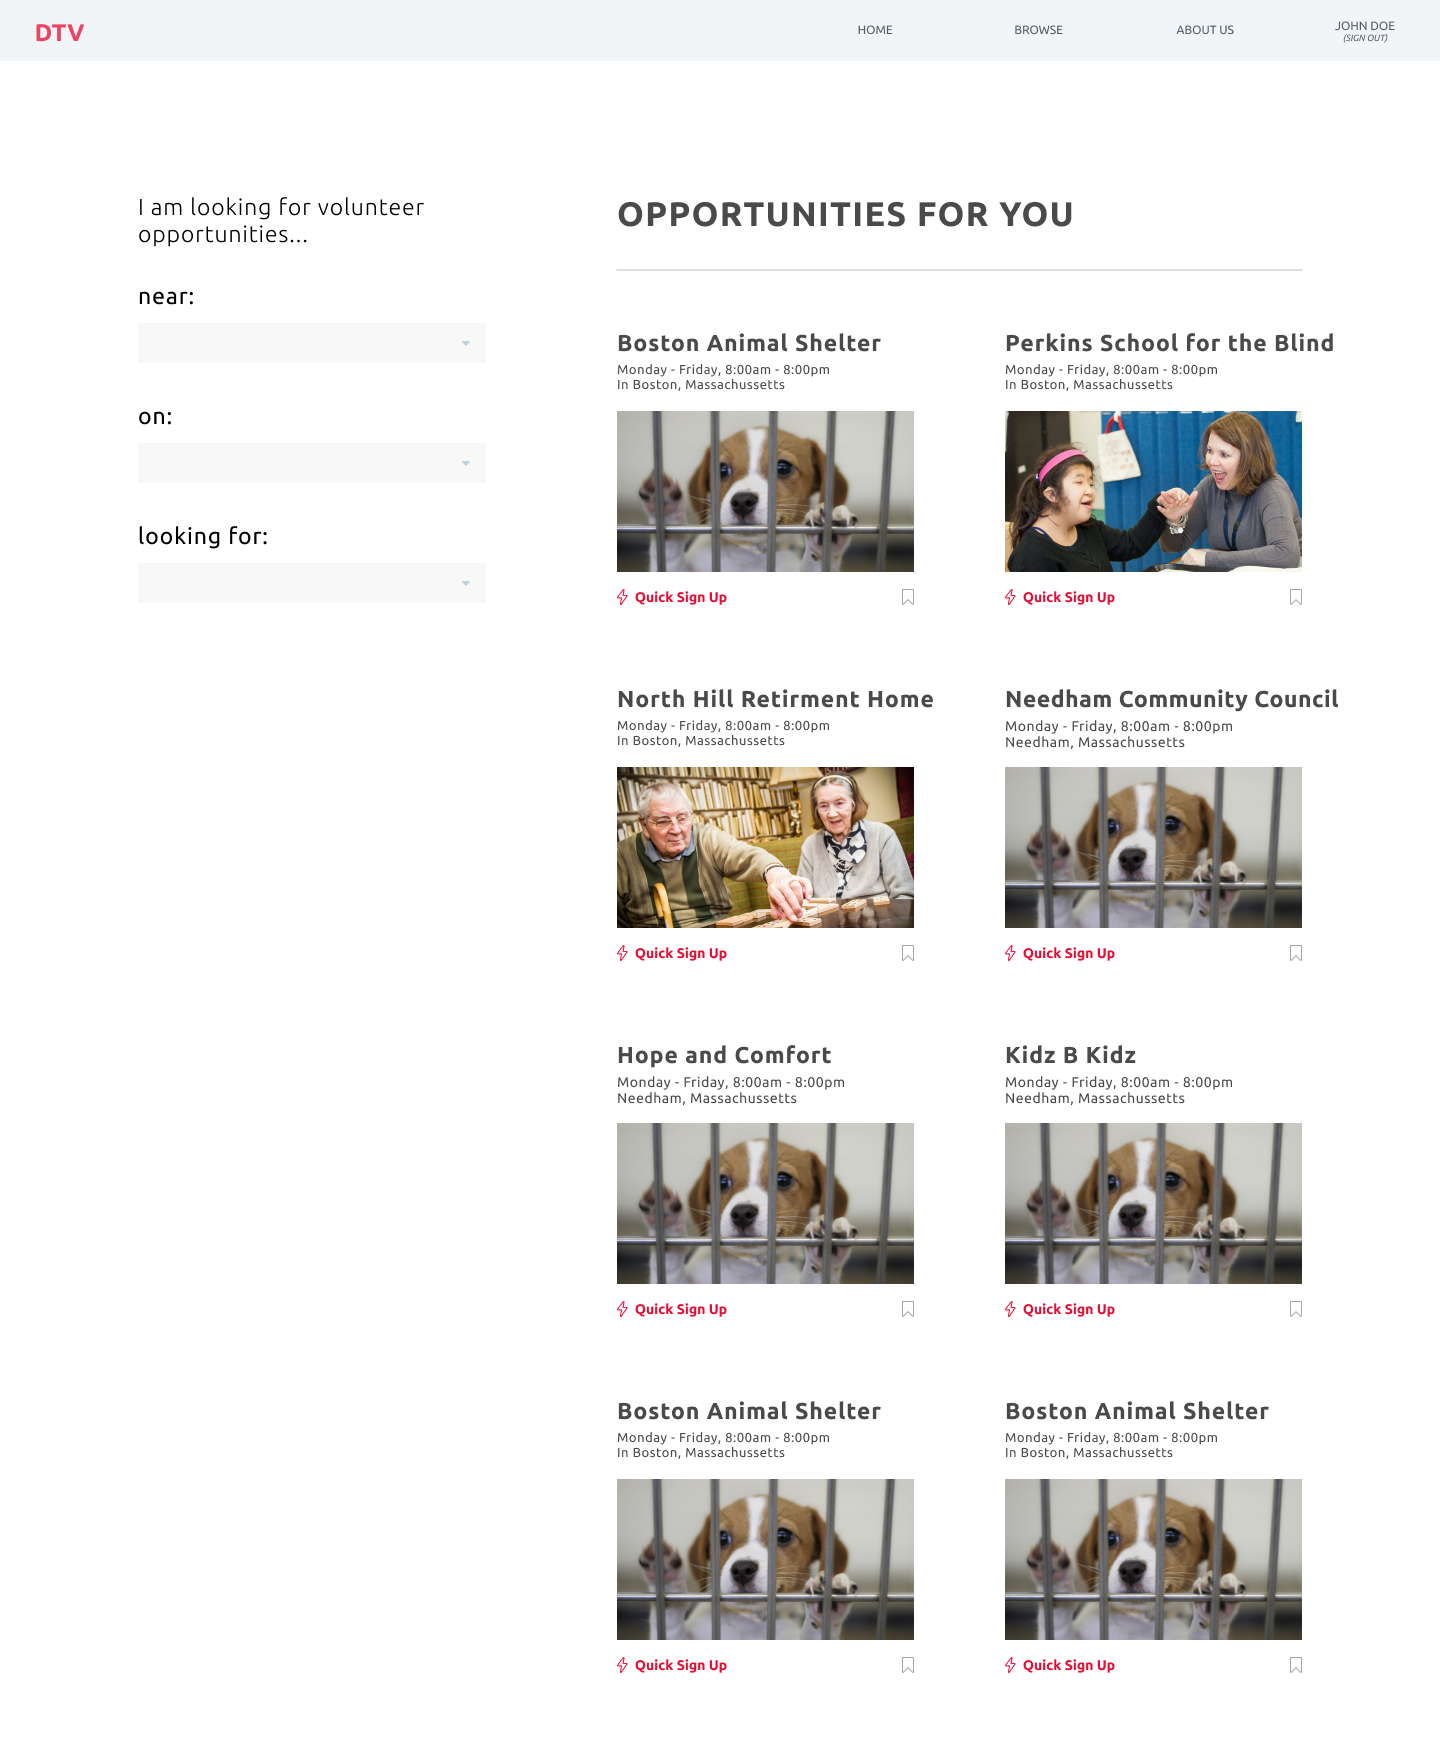 DTV
HOME
BROWSE
ABOUT US
JOHN DOE
(SIGN OUT)
I am looking for volunteer
opportunities...
near:
on:
looking for:
OPPORTUNITIES FOR YOU
Boston Animal Shelter
Monday - Friday, 8:00am - 8:00pm
In Boston, Massachussetts
Quick Sign Up
Perkins School for the Blind
Monday - Friday, 8:00am - 8:00pm
In Boston, Massachussetts
Quick Sign Up
North Hill Retirment Home
Monday - Friday, 8:00am - 8:00pm
In Boston, Massachussetts
Quick Sign Up
Needham Community Council
Monday - Friday, 8:00am - 8:00pm
Needham, Massachussetts
Quick Sign Up
Hope and Comfort
Monday - Friday, 8:00am - 8:00pm
Needham, Massachussetts
Quick Sign Up
Kidz B Kidz
Monday - Friday, 8:00am - 8:00pm
Needham, Massachussetts
Quick Sign Up
Boston Animal Shelter
Monday - Friday, 8:00am - 8:00pm
In Boston, Massachussetts
Quick Sign Up
Boston Animal Shelter
Monday - Friday, 8:00am - 8:00pm
In Boston, Massachussetts
Quick Sign Up